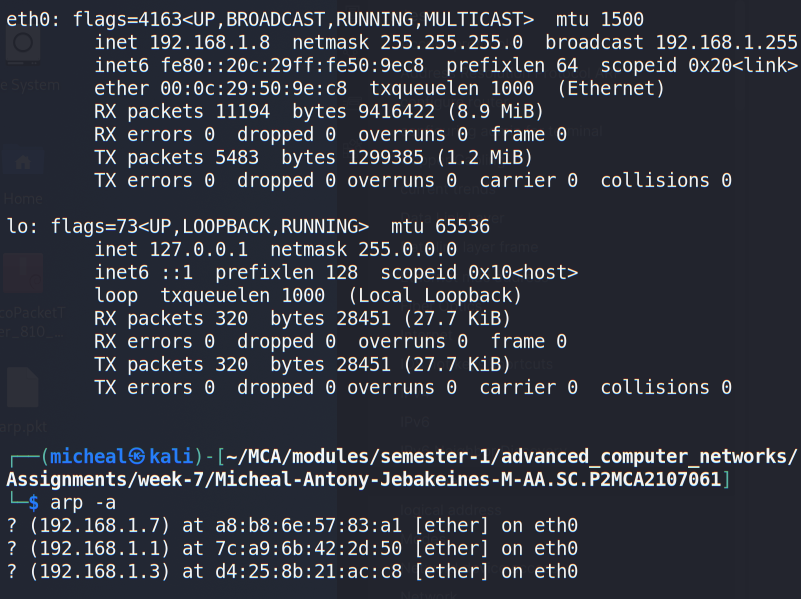 eth0: flags=4163<UP,BROADCAST,RUNNING,MULTICAST>  mtu 1500
        inet 192.168.1.8  netmask 255.255.255.0  broadcast 192.168.1.255
        inet6 fe80::20c:29ff:fe50:9ec8  prefixlen 64  scopeid 0x20<link>
        ether 00:0c:29:50:9e:c8  txqueuelen 1000  (Ethernet)
        RX packets 11194  bytes 9416422 (8.9 MiB)
        RX errors 0  dropped 0  overruns 0  frame 0
        TX packets 5483  bytes 1299385 (1.2 MiB)
        TX errors 0  dropped 0 overruns 0  carrier 0  collisions 0

lo: flags=73<UP,LOOPBACK,RUNNING>  mtu 65536
        inet 127.0.0.1  netmask 255.0.0.0
        inet6 ::1  prefixlen 128  scopeid 0x10<host>
        loop  txqueuelen 1000  (Local Loopback)
        RX packets 320  bytes 28451 (27.7 KiB)
        RX errors 0  dropped 0  overruns 0  frame 0
        TX packets 320  bytes 28451 (27.7 KiB)
        TX errors 0  dropped 0 overruns 0  carrier 0  collisions 0

┌──(micheal㉿kali)-[~/MCA/modules/semester-1/advanced_computer_networks/
Assignments/week-7/Micheal-Antony-Jebakeines-M-AA.SC.P2MCA2107061]
└─$ arp -a
? (192.168.1.7) at a8:b8:6e:57:83:a1 [ether] on eth0
? (192.168.1.1) at 7c:a9:6b:42:2d:50 [ether] on eth0
? (192.168.1.3) at d4:25:8b:21:ac:c8 [ether] on eth0
e System
Home
arp.pkt
IPv6